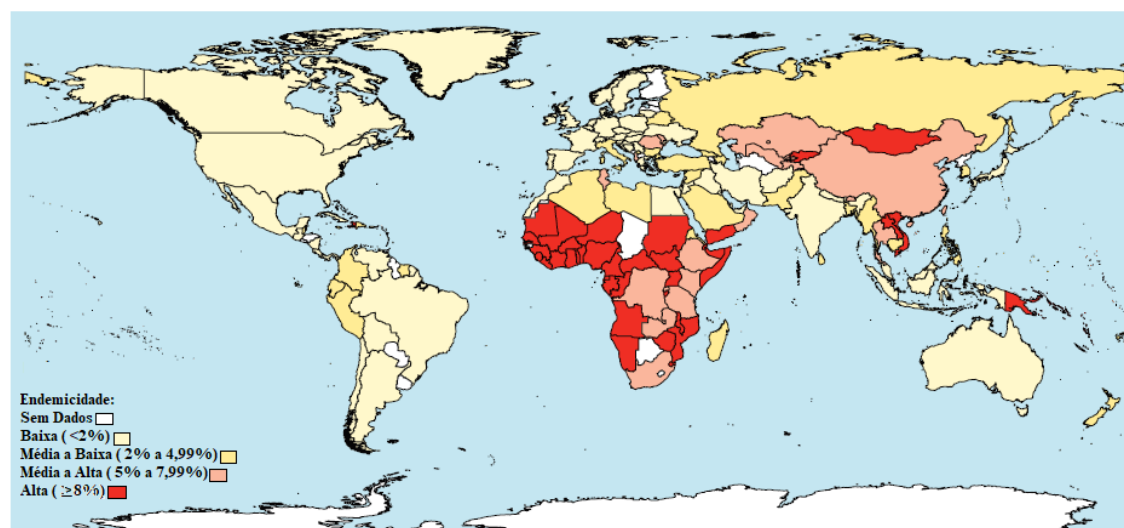 Endemicidade:
Sem Dados
Baixa ( <2%)
Média a Baixa ( 2% a 4,99%)
Média a Alta ( 5% a 7,99%)
Alta ( ≥8%)